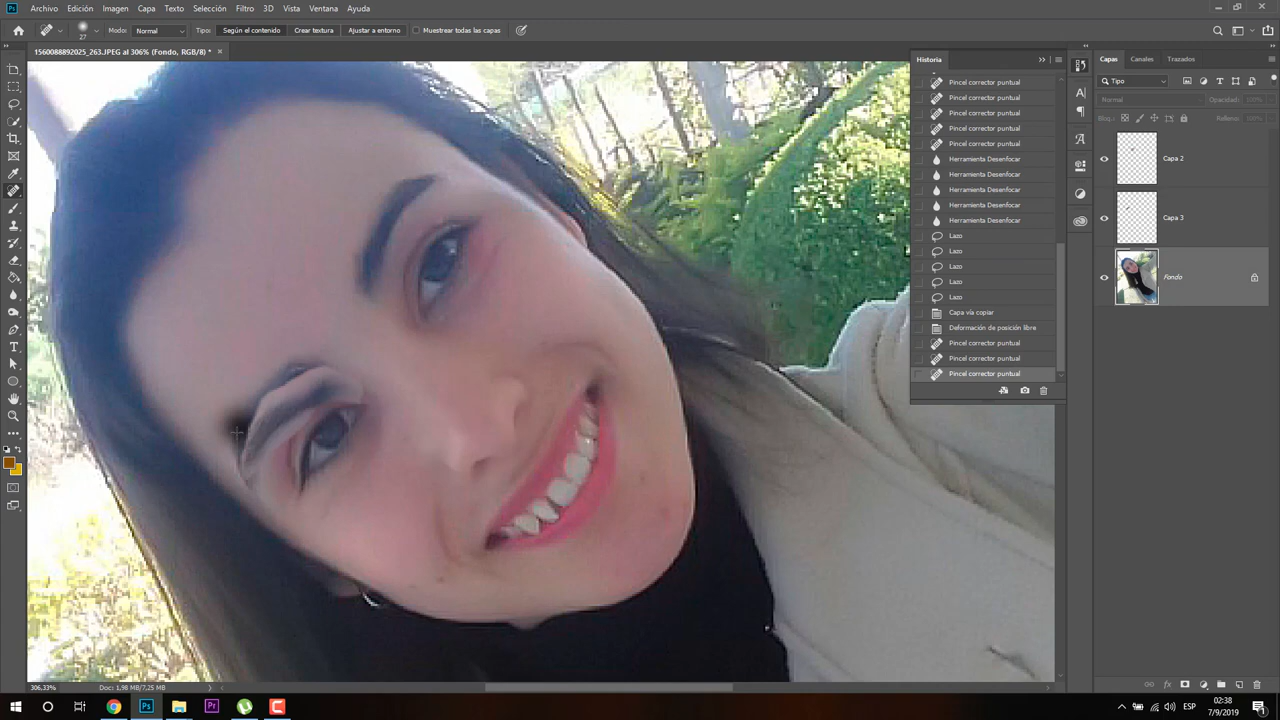 Archivo Edición Imagen Capa Texto Selección Filtro 3D Vista Ventana Ayuda
27 Modo: Normal Tipo: Según el contenido Crear textura Ajustar a entorno Muestrear todas las capas
1560088892025_263.JPEG al 306% (Fondo, RGB/8) * ×
Historia
Pincel corrector puntual
Pincel corrector puntual
Pincel corrector puntual
Pincel corrector puntual
Pincel corrector puntual
Herramienta Desenfocar
Herramienta Desenfocar
Herramienta Desenfocar
Herramienta Desenfocar
Herramienta Desenfocar
Lazo
Lazo
Lazo
Lazo
Lazo
Capa vía copiar
Deformación de posición libre
Pincel corrector puntual
Pincel corrector puntual
Pincel corrector puntual
Capas Canales Trazados
Tipo
Normal Opacidad: 100%
Bloq.: Relleno: 100%
Capa 2
Capa 3
Fondo
306,33% Doc: 1,98 MB/7,25 MB
ESP 02:38
7/9/2019